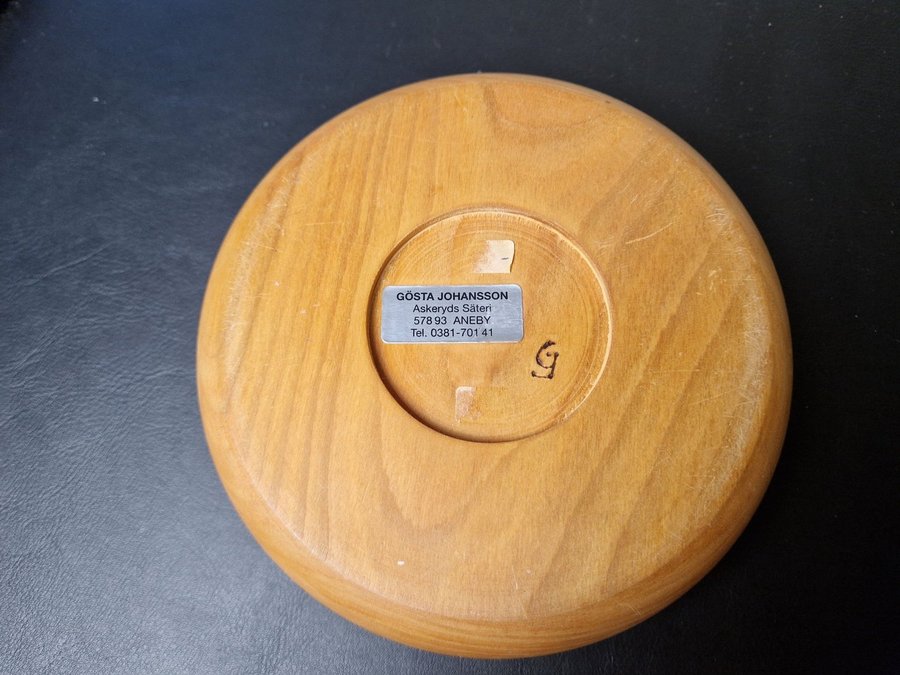 GÖSTA JOHANSSON
Askeryds Säteri
578 93 ANEBY
Tel. 0381-701 41
G